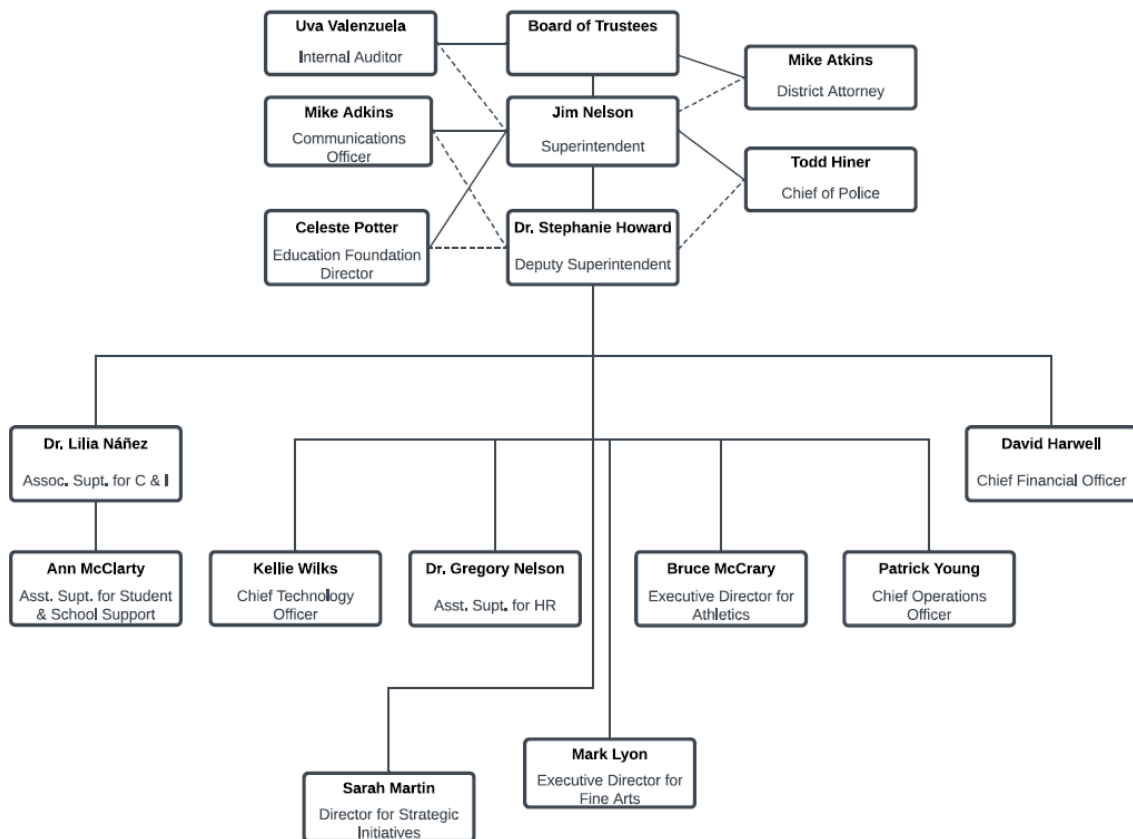 Uva Valenzuela
Internal Auditor
Board of Trustees
Mike Atkins
District Attorney
Mike Adkins
Communications
Officer
Jim Nelson
Superintendent
Todd Hiner
Chief of Police
Celeste Potter
Education Foundation
Director
Dr. Stephanie Howard
Deputy Superintendent
Dr. Lilia Náñez
Assoc. Supt. for C & I
David Harwell
Chief Financial Officer
Ann McClarty
Asst. Supt. for Student
& School Support
Kellie Wilks
Chief Technology
Officer
Dr. Gregory Nelson
Asst. Supt. for HR
Bruce McCrary
Executive Director for
Athletics
Patrick Young
Chief Operations
Officer
Mark Lyon
Executive Director for
Fine Arts
Sarah Martin
Director for Strategic
Initiatives